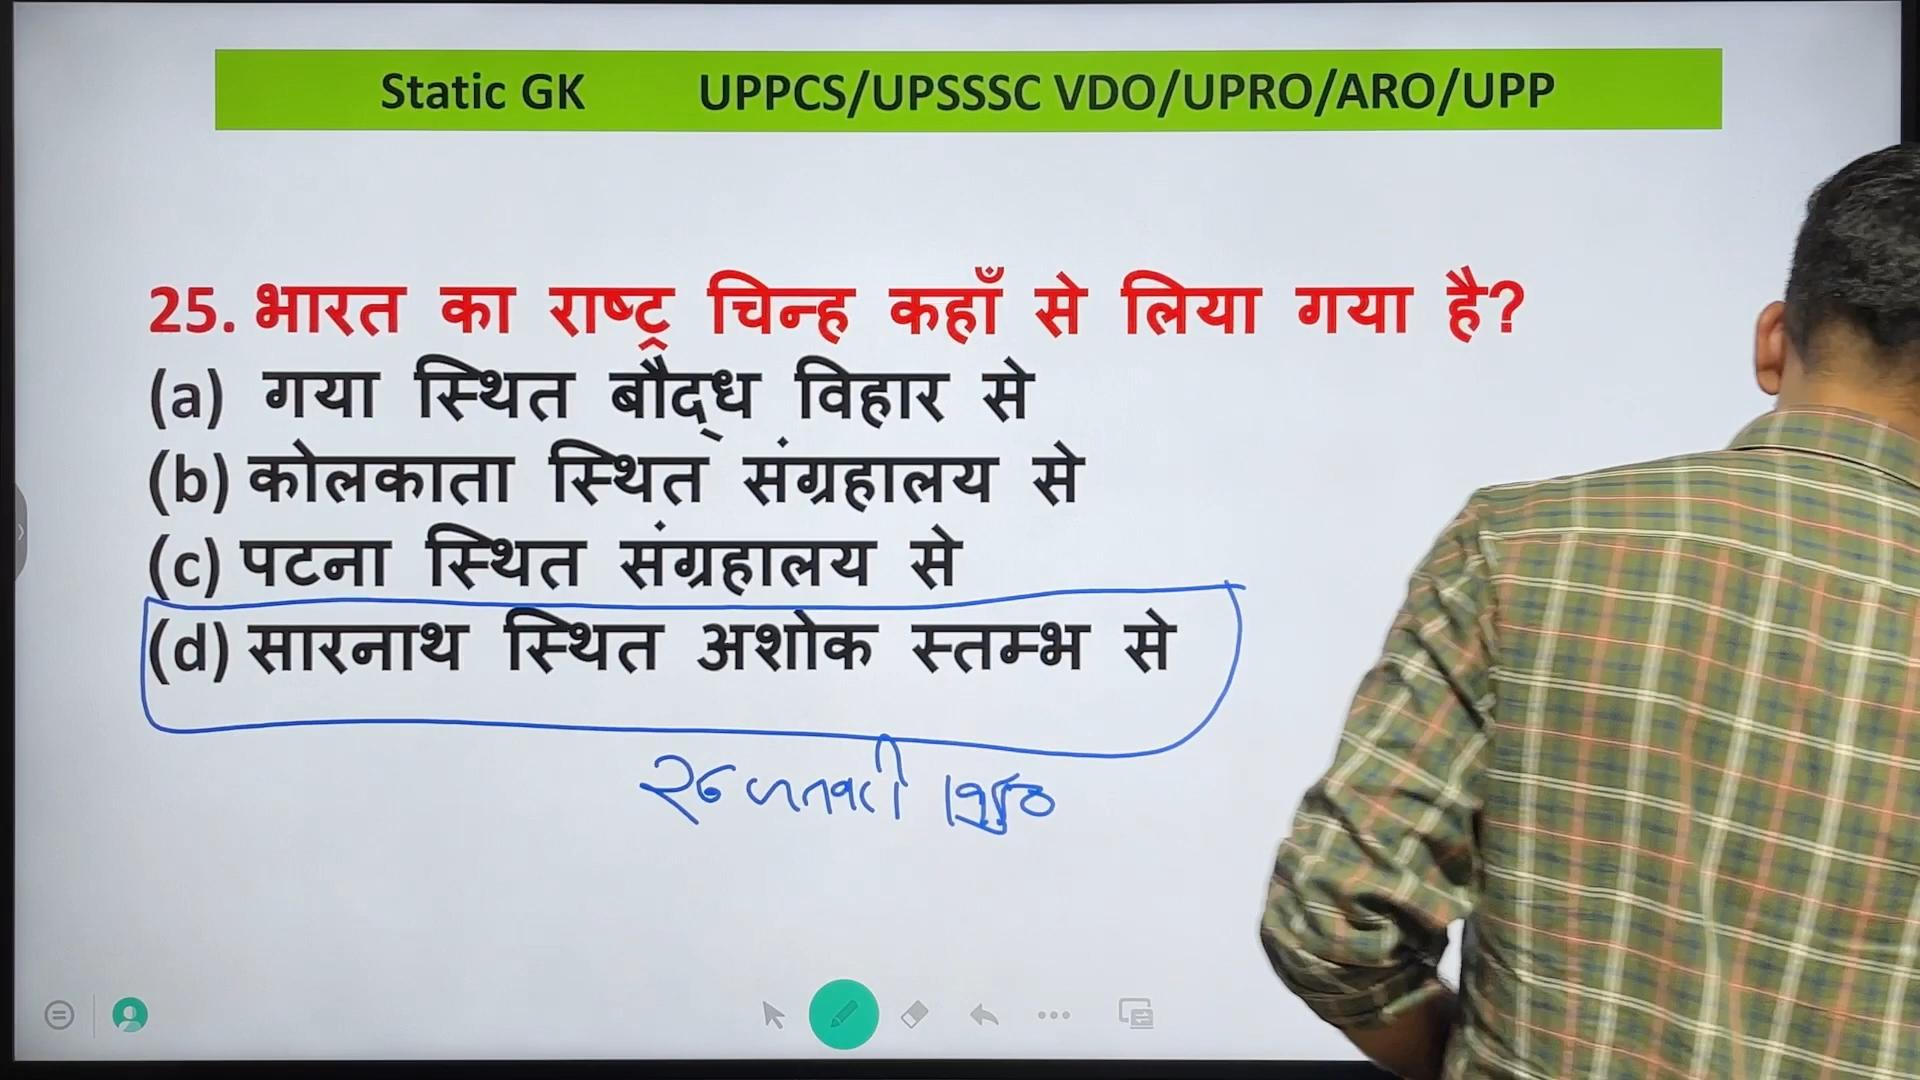 Static GK UPPCS/UPSSSC VDO/UPRO/ARO/UPP
25. भारत का राष्ट्र चिन्ह कहाँ से लिया गया है?
(a) गया स्थित बौद्ध विहार से
(b) कोलकाता स्थित संग्रहालय से
(c) पटना स्थित संग्रहालय से
(d) सारनाथ स्थित अशोक स्तम्भ से
२६ जनवरी 1950